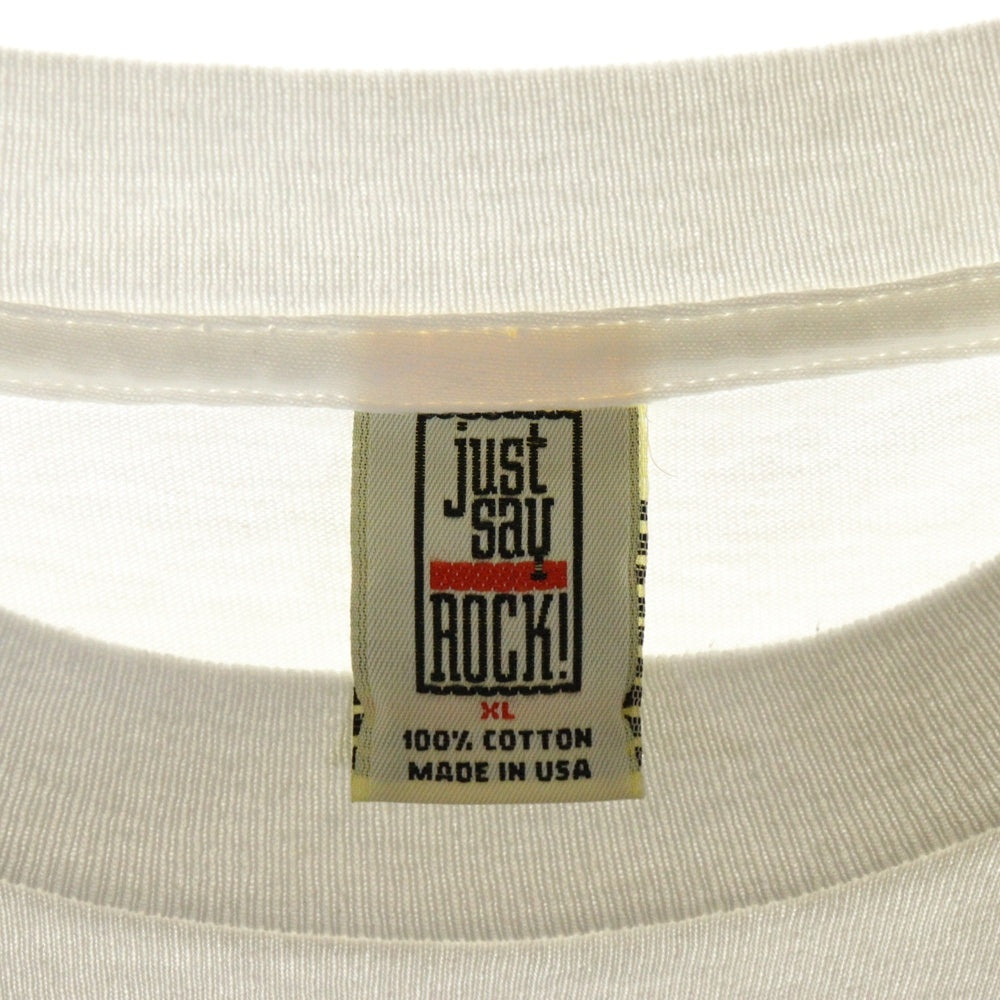 just
say
ROCK!
XL
100% COTTON
MADE IN USA